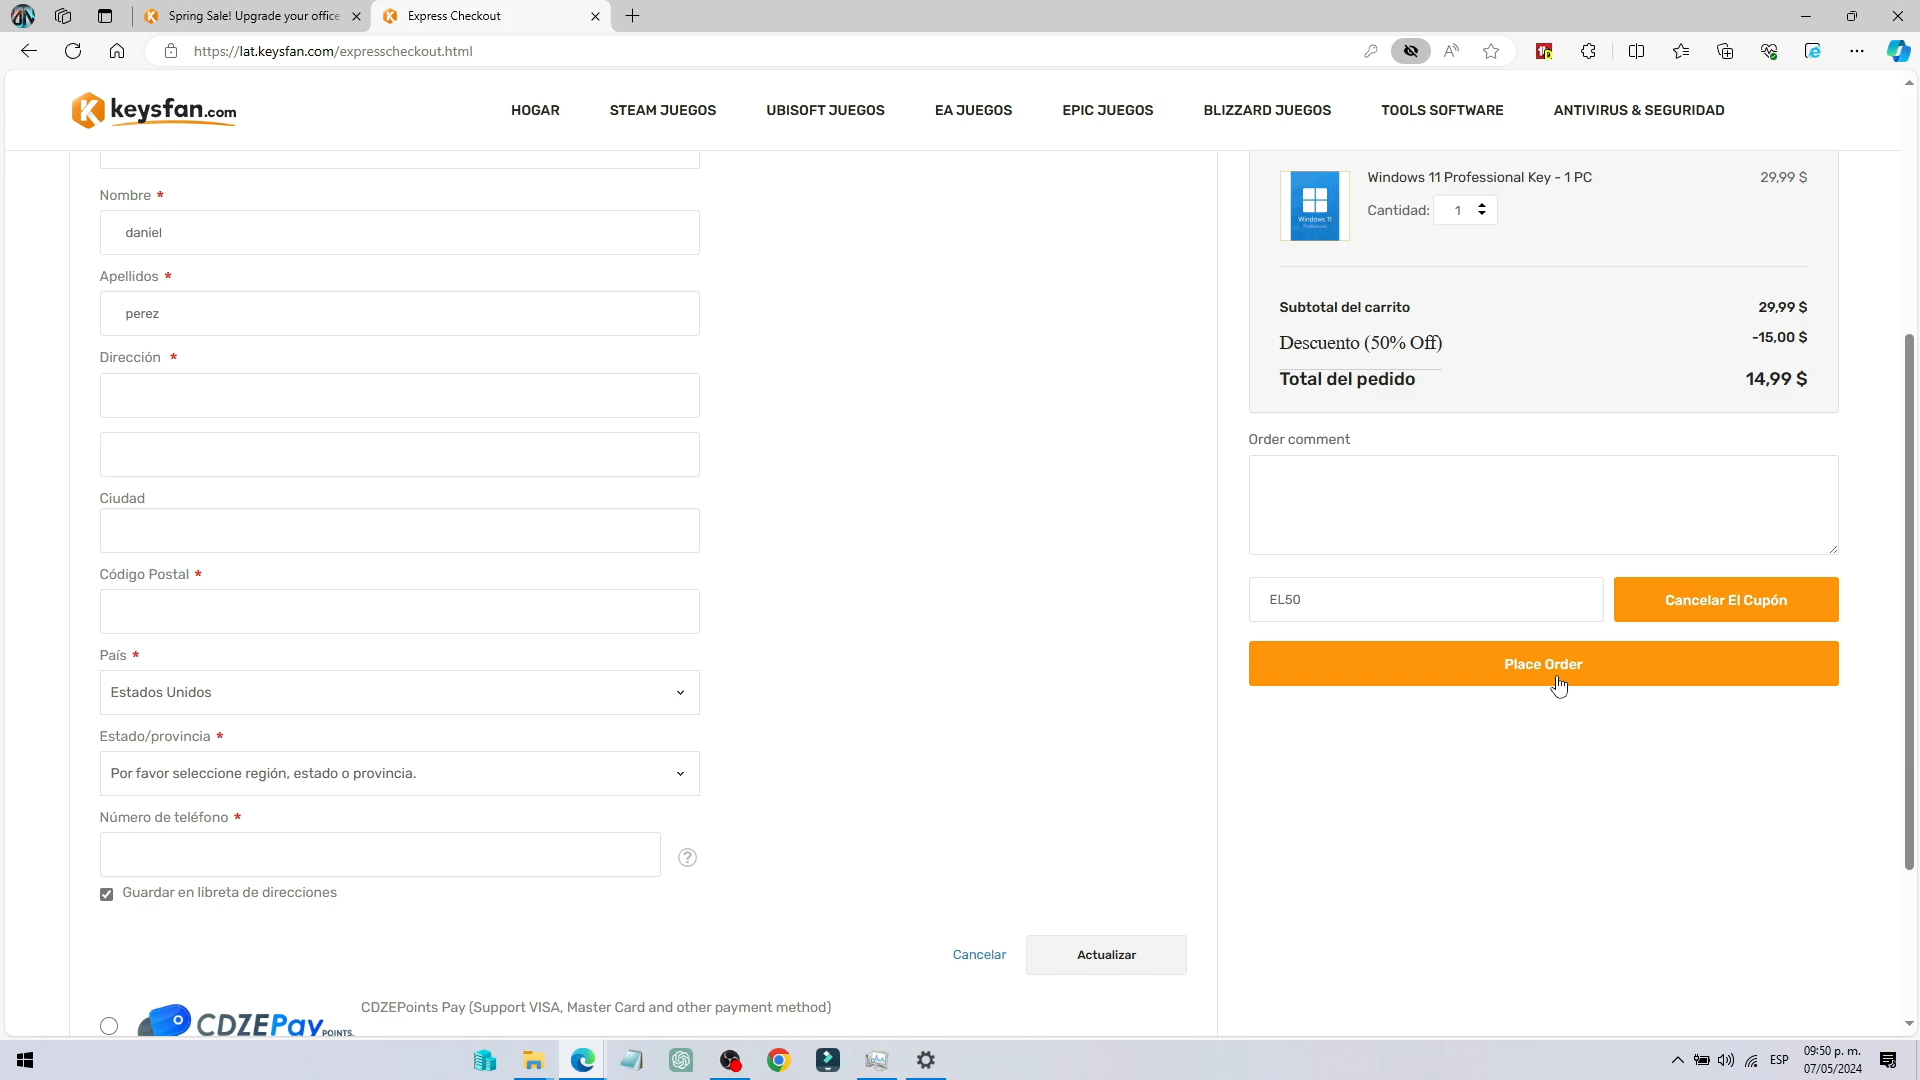 Spring Sale! Upgrade your office
Express Checkout
https://lat.keysfan.com/expresscheckout.html
keysfan.com
HOGAR
STEAM JUEGOS
UBISOFT JUEGOS
EA JUEGOS
EPIC JUEGOS
BLIZZARD JUEGOS
TOOLS SOFTWARE
ANTIVIRUS & SEGURIDAD
Nombre *
daniel
Apellidos *
perez
Dirección *
Ciudad
Código Postal *
País *
Estados Unidos
Estado/provincia *
Por favor seleccione región, estado o provincia.
Número de teléfono *
?
Guardar en libreta de direcciones
Cancelar
Actualizar
CDZEPay POINTS.
CDZEPoints Pay (Support VISA, Master Card and other payment method)
Windows 11
Windows 11 Professional Key - 1 PC
29,99 $
Cantidad: 1
Subtotal del carrito
29,99 $
Descuento (50% Off)
-15,00 $
Total del pedido
14,99 $
Order comment
EL50
Cancelar El Cupón
Place Order
ESP
09:50 p. m.
07/05/2024